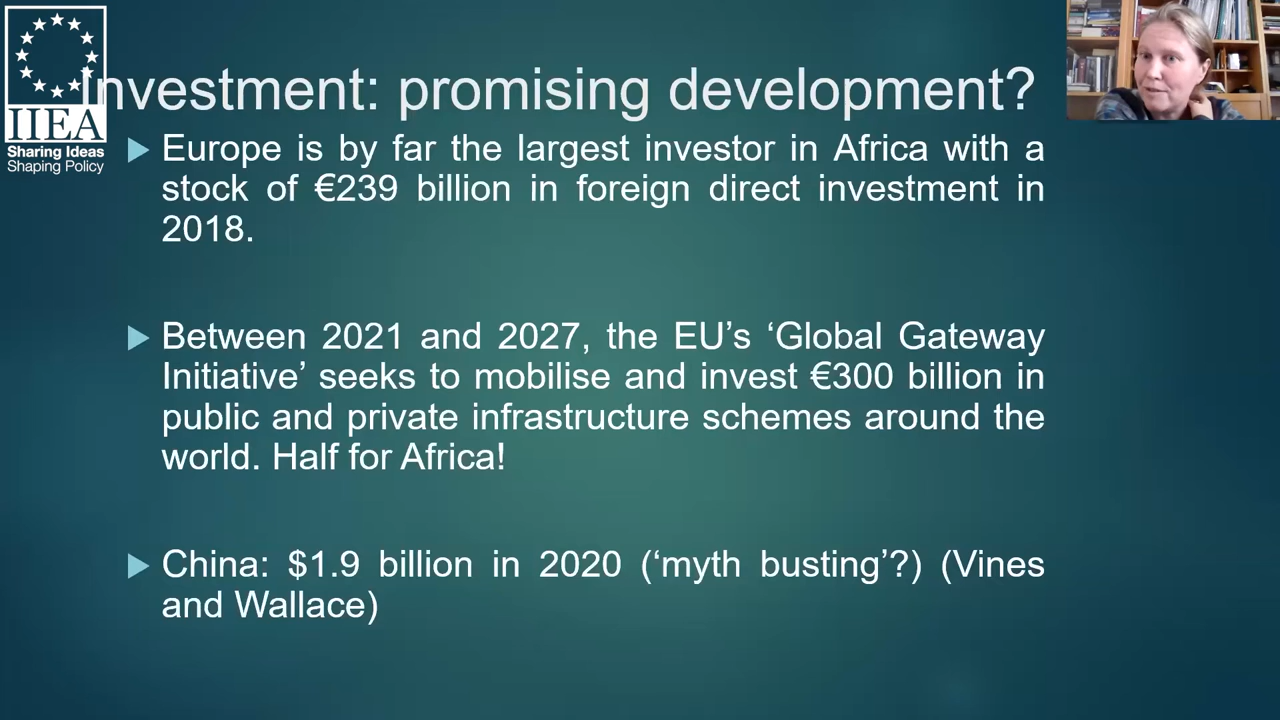 IIEA
Sharing Ideas
Shaping Policy
Investment: promising development?
Europe is by far the largest investor in Africa with a
stock of €239 billion in foreign direct investment in
2018.
Between 2021 and 2027, the EU’s ‘Global Gateway
Initiative’ seeks to mobilise and invest €300 billion in
public and private infrastructure schemes around the
world. Half for Africa!
China: $1.9 billion in 2020 (‘myth busting’?) (Vines
and Wallace)